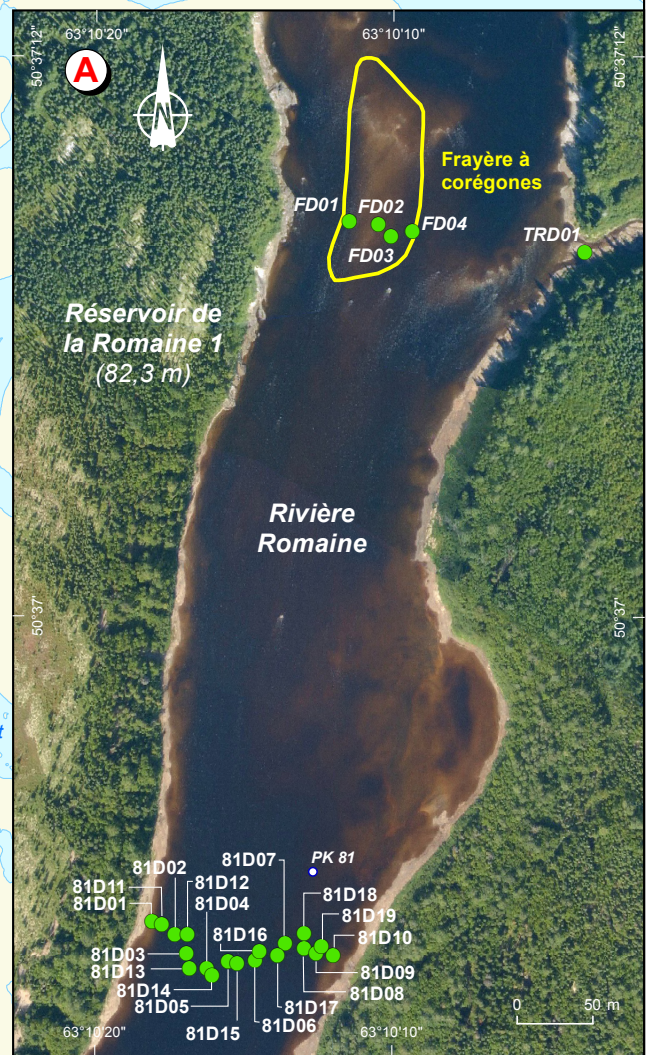 63°10'20"
63°10'10"
50°37'12"
50°37'12"
A
N
Frayère à
corégones
FD01
FD02
FD04
FD03
TRD01
Réservoir de
la Romaine 1
(82,3 m)
Rivière
Romaine
50°37'
50°37'
t
PK 81
81D07
81D02
81D12
81D11
81D04
81D01
81D18
81D19
81D16
81D10
81D03
81D13
81D14
81D09
81D05
81D08
81D17
81D15
81D06
0
50 m
63°10'20"
63°10'10"